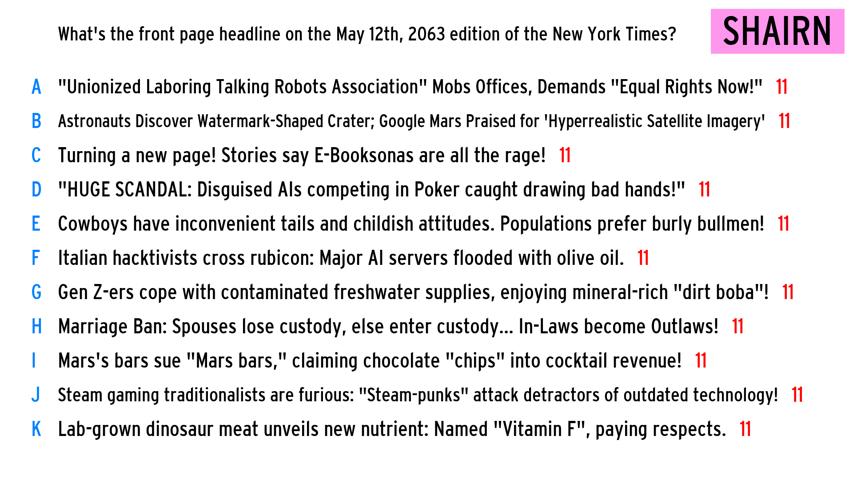 What's the front page headline on the May 12th, 2063 edition of the New York Times?
SHAIRN
A "Unionized Laboring Talking Robots Association" Mobs Offices, Demands "Equal Rights Now!" 11
B Astronauts Discover Watermark-Shaped Crater; Google Mars Praised for 'Hyperrealistic Satellite Imagery' 11
C Turning a new page! Stories say E-Booksonas are all the rage! 11
D "HUGE SCANDAL: Disguised AIs competing in Poker caught drawing bad hands!" 11
E Cowboys have inconvenient tails and childish attitudes. Populations prefer burly bullmen! 11
F Italian hacktivists cross rubicon: Major AI servers flooded with olive oil. 11
G Gen Z-ers cope with contaminated freshwater supplies, enjoying mineral-rich "dirt boba"! 11
H Marriage Ban: Spouses lose custody, else enter custody... In-Laws become Outlaws! 11
I Mars's bars sue "Mars bars," claiming chocolate "chips" into cocktail revenue! 11
J Steam gaming traditionalists are furious: "Steam-punks" attack detractors of outdated technology! 11
K Lab-grown dinosaur meat unveils new nutrient: Named "Vitamin F", paying respects. 11